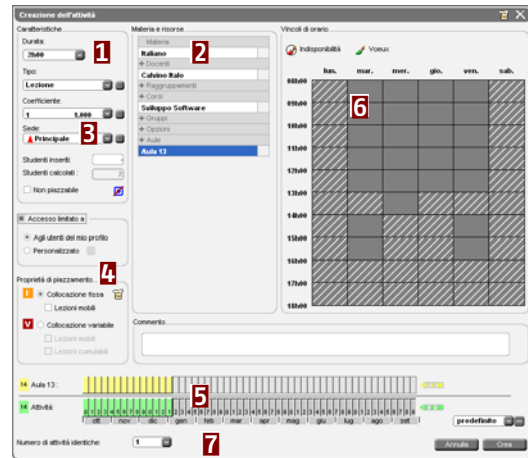 Creazione dell'attività
Caratteristiche
Durata:
2h00
1
Tipo:
Lezione
Coefficiente:
1 1,000
Sede:
3
Principale
Studenti inseriti:
Studenti calcolati :
Non piazzabile
Accesso limitato a
Agli utenti del mio profilo
Personalizzato
4
Proprietà di piazzamento...
F Collocazione fissa
Lezioni mobili
V Collocazione variabile
Lezioni mobili
Lezioni cumulabili
Materia e risorse
Materia
2
Italiano
+ Docenti
Calvino Italo
+ Raggruppamenti
+ Corsi
Sviluppo Software
+ Gruppi
+ Opzioni
+ Aule
Aula 13
Vincoli di orario
Indisponibilità Voeux
lun. mar. mer. gio. ven. sab.
08h00
6
09h00
10h00
11h00
12h00
13h00
14h00
15h00
16h00
17h00
18h00
Commento
14 Aula 13 :
5
14 Attività:
ott nov dic gen feb mar apr mag giu lug ago set
predefinito
Numero di attività identiche: 1
7
Annulla Crea